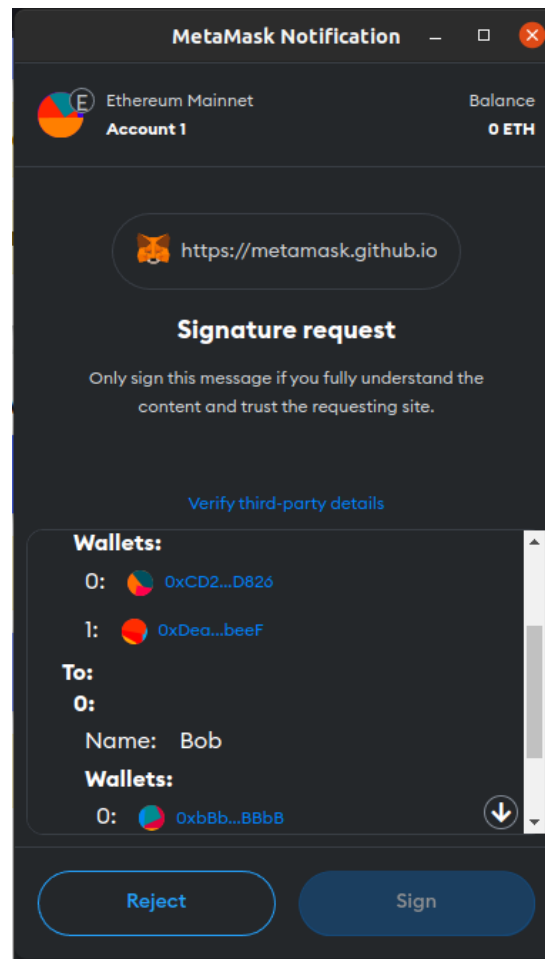 MetaMask Notification
E Ethereum Mainnet Balance
Account 1 0 ETH
https://metamask.github.io
Signature request
Only sign this message if you fully understand the
content and trust the requesting site.
Verify third-party details
Wallets:
0: 0xCD2...D826
1: 0xDea...beeF
To:
0:
Name: Bob
Wallets:
0: 0xbBb...BBbB
Reject Sign